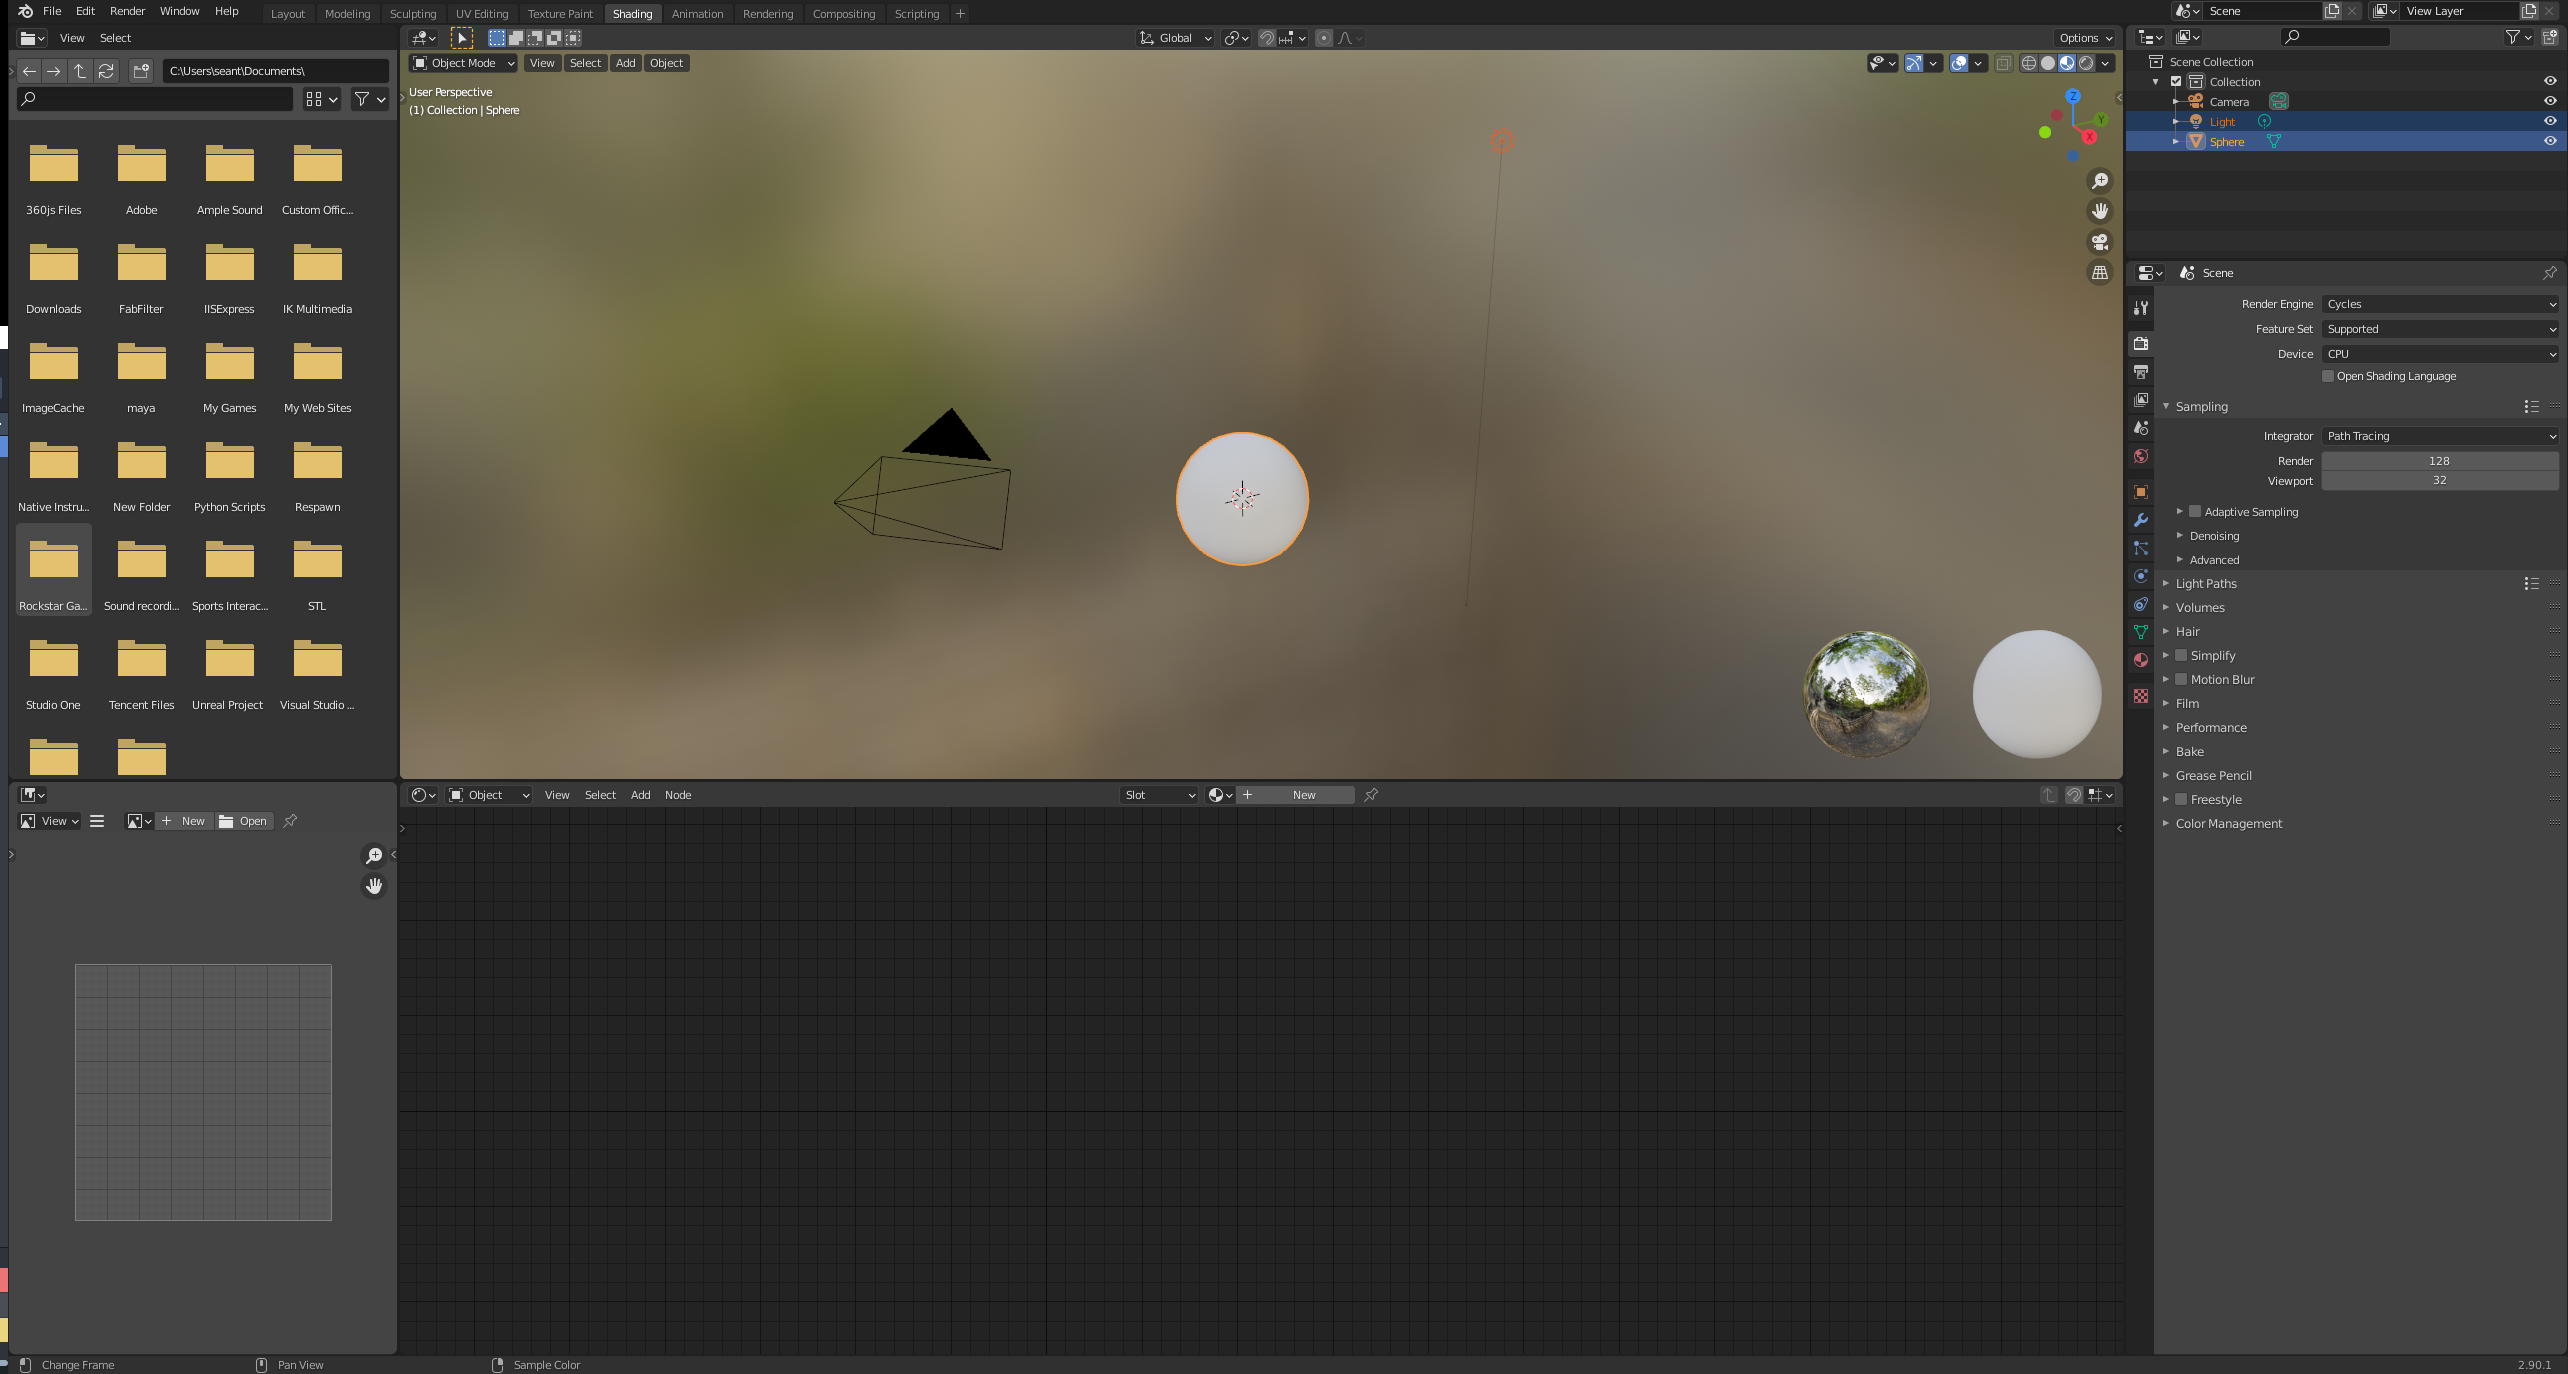 File Edit Render Window Help Layout Modeling Sculpting UV Editing Texture Paint Shading Animation Rendering Compositing Scripting + Scene View Layer
View Select
C:\Users\seant\Documents\
360js Files Adobe Ample Sound Custom Offic...
Downloads FabFilter IISExpress IK Multimedia
ImageCache maya My Games My Web Sites
Native Instru... New Folder Python Scripts Respawn
Rockstar Ga... Sound recordi... Sports Interac... STL
Studio One Tencent Files Unreal Project Visual Studio ...
Global Options
Object Mode View Select Add Object
User Perspective
(1) Collection | Sphere
Z
Y
X
Scene Collection
Collection
Camera
Light
Sphere
Scene
Render Engine Cycles
Feature Set Supported
Device CPU
Open Shading Language
Sampling
Integrator Path Tracing
Render 128
Viewport 32
Adaptive Sampling
Denoising
Advanced
Light Paths
Volumes
Hair
Simplify
Motion Blur
Film
Performance
Bake
Grease Pencil
Freestyle
Color Management
View + New Open
Object View Select Add Node Slot + New
Change Frame Pan View Sample Color 2.90.1